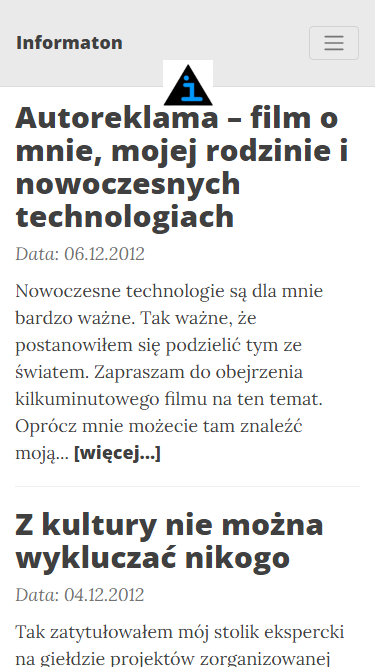 Informaton
i
Autoreklama – film o
mnie, mojej rodzinie i
nowoczesnych
technologiach
Data: 06.12.2012
Nowoczesne technologie są dla mnie
bardzo ważne. Tak ważne, że
postanowiłem się podzielić tym ze
światem. Zapraszam do obejrzenia
kilkuminutowego filmu na ten temat.
Oprócz mnie możecie tam znaleźć
moją... [więcej...]
Z kultury nie można
wykluczać nikogo
Data: 04.12.2012
Tak zatytułowałem mój stolik ekspercki
na giełdzie projektów zorganizowanej